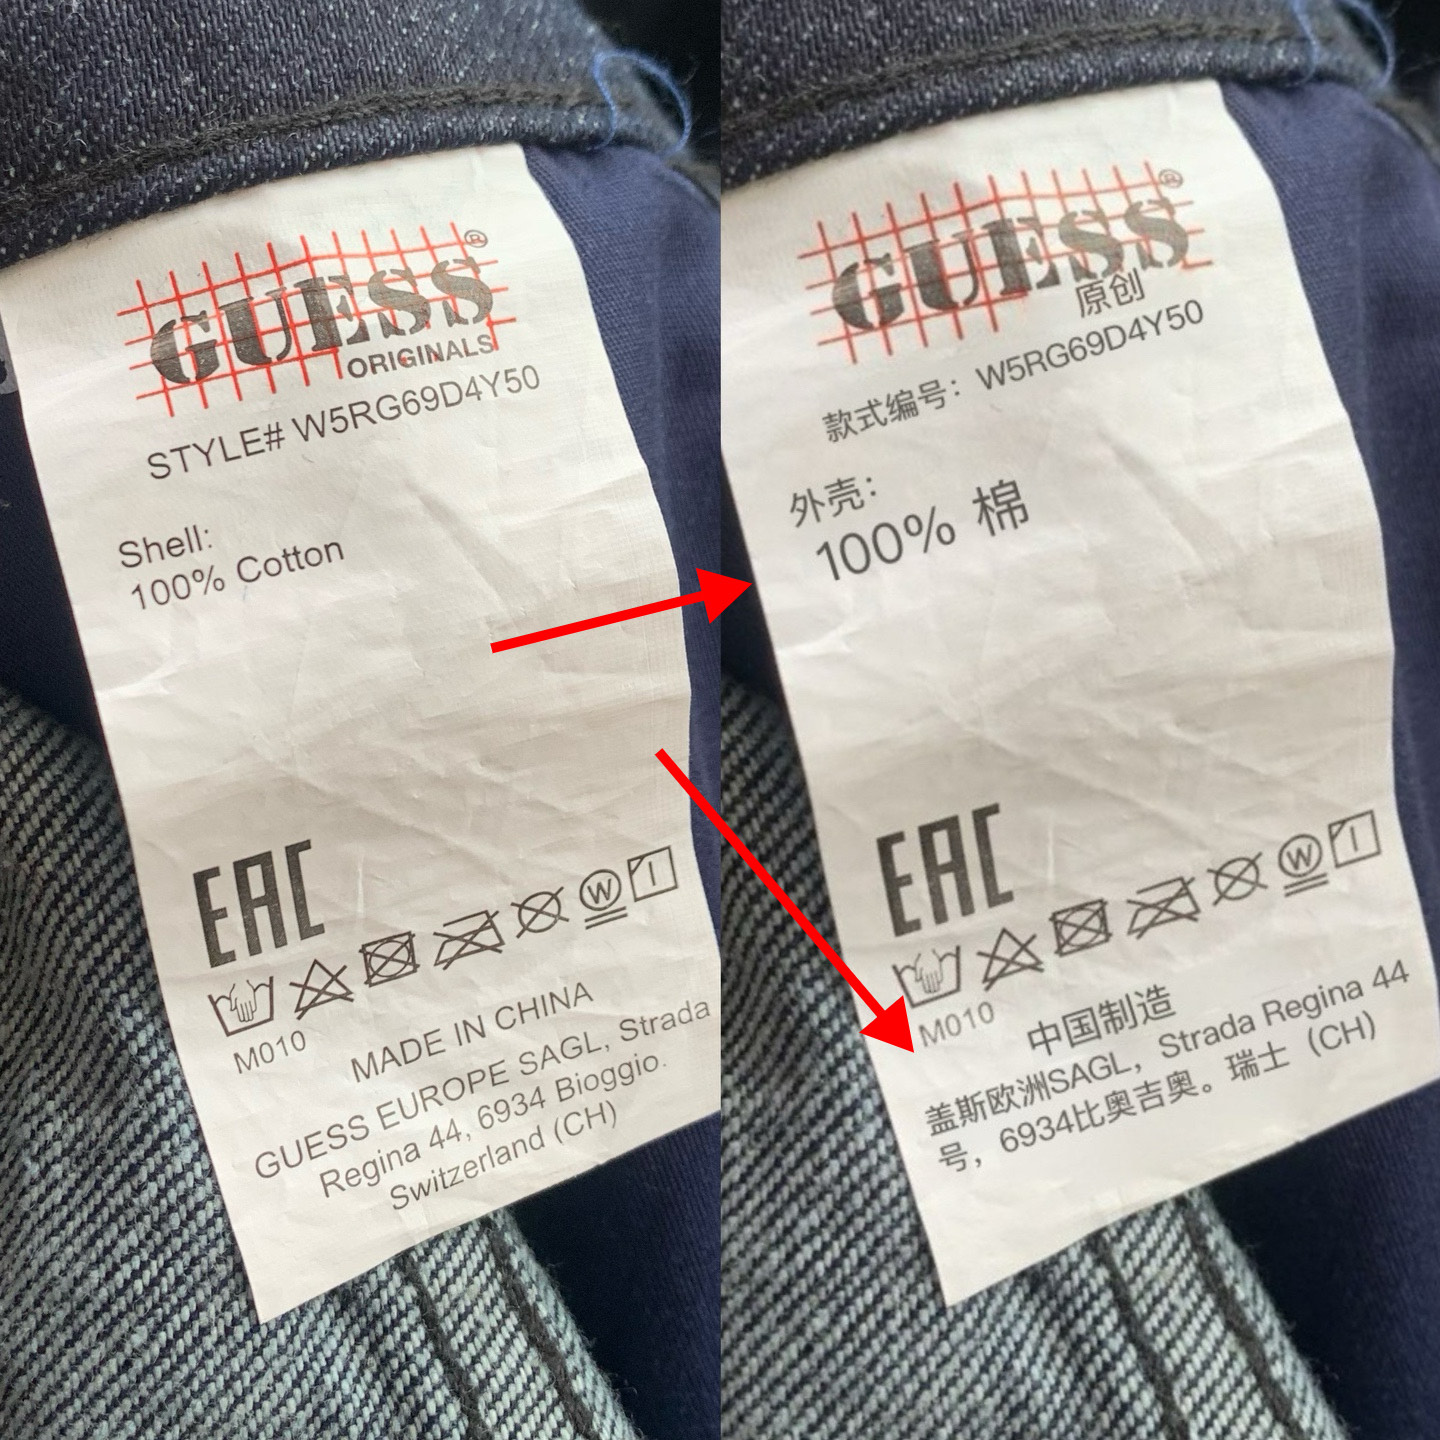 GUESS®
ORIGINALS
STYLE# W5RG69D4Y50
Shell:
100% Cotton
EAC
W
M010
MADE IN CHINA
GUESS EUROPE SAGL, Strada
Regina 44, 6934 Bioggio.
Switzerland (CH)
GUESS®
原创
款式编号：W5RG69D4Y50
外壳：
100% 棉
EAC
W
M010
中国制造
盖斯欧洲SAGL，Strada Regina 44
号，6934比奥吉奥。瑞士（CH）